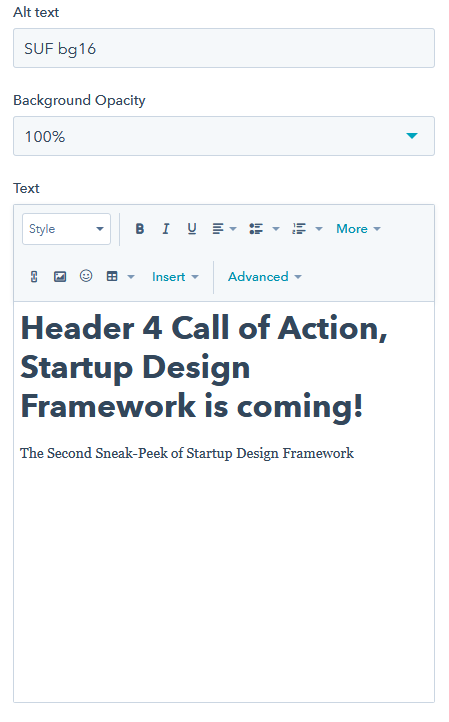 Alt text
SUF bg16
Background Opacity
100%
Text
Style B I U More
Insert Advanced
Header 4 Call of Action,
Startup Design
Framework is coming!
The Second Sneak-Peek of Startup Design Framework